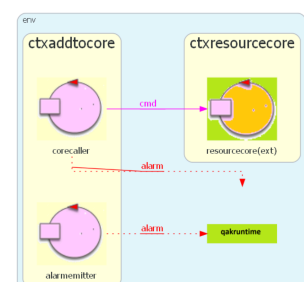 env
ctxaddtocore
ctxresourcecore
cmd
corecaller
resourcecore(ext)
alarm
alarm
qakruntime
alarmemitter